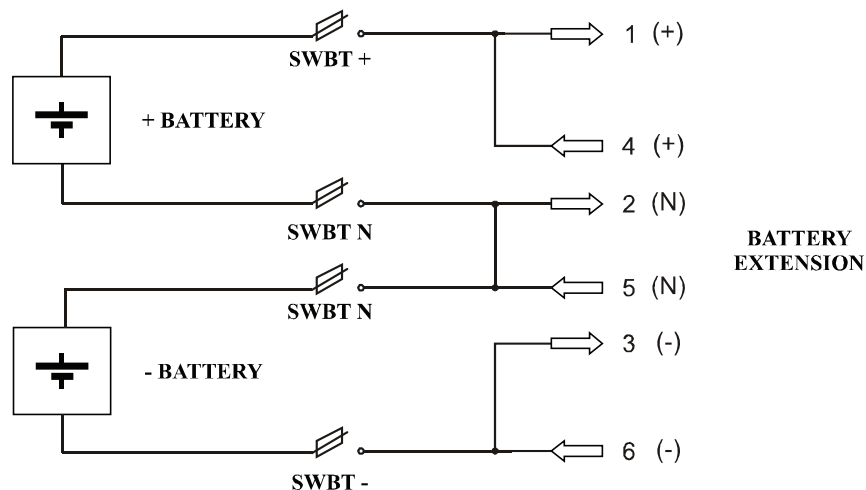 1 (+)
SWBT +
+ BATTERY
4 (+)
2 (N)
SWBT N
BATTERY
EXTENSION
SWBT N
5 (N)
3 (-)
- BATTERY
6 (-)
SWBT -